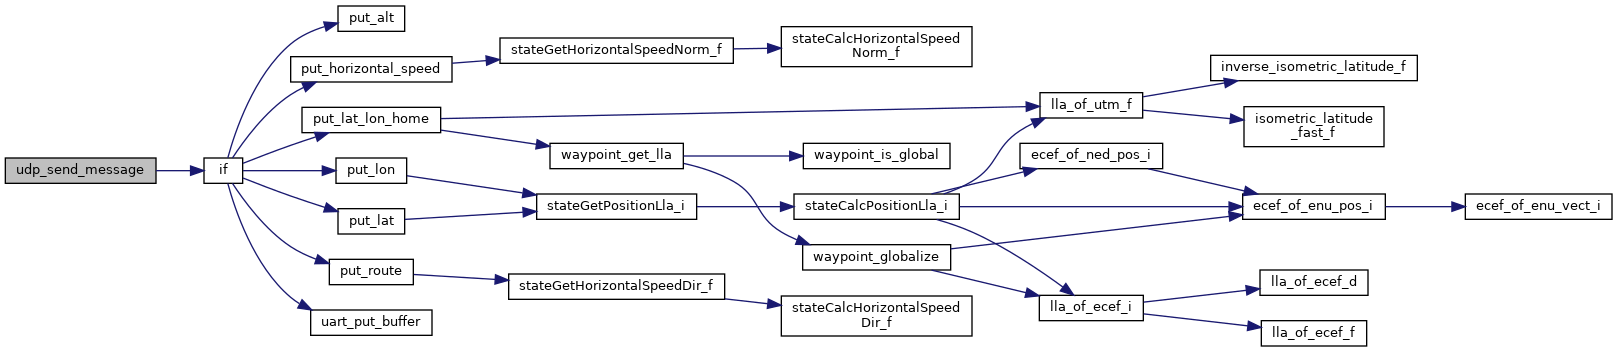 udp_send_message
if
put_alt
put_horizontal_speed
put_lat_lon_home
put_lon
put_lat
put_route
uart_put_buffer
stateGetHorizontalSpeedNorm_f
waypoint_get_lla
stateGetPositionLla_i
stateGetHorizontalSpeedDir_f
stateCalcHorizontalSpeed
Norm_f
waypoint_is_global
stateCalcPositionLla_i
waypoint_globalize
stateCalcHorizontalSpeed
Dir_f
lla_of_utm_f
ecef_of_ned_pos_i
lla_of_ecef_i
inverse_isometric_latitude_f
isometric_latitude
_fast_f
ecef_of_enu_pos_i
lla_of_ecef_d
lla_of_ecef_f
ecef_of_enu_vect_i